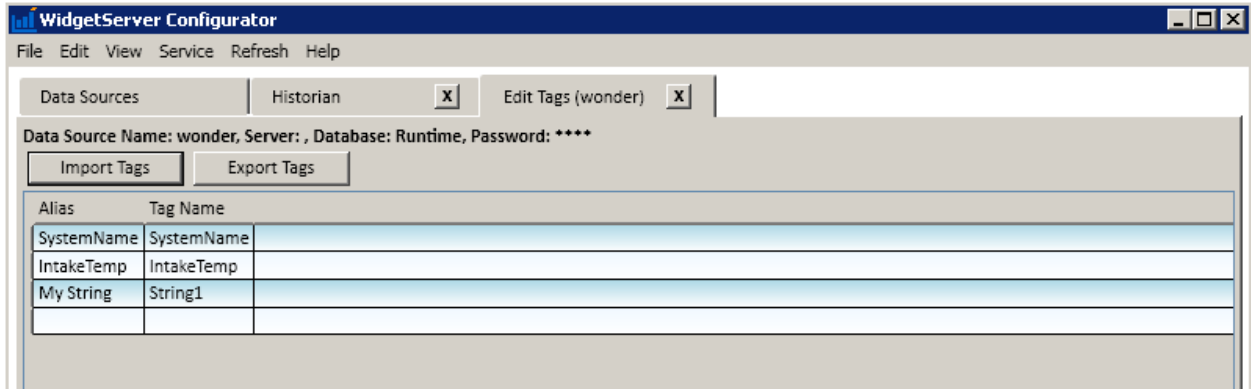 WidgetServer Configurator
File Edit View Service Refresh Help
Data Sources Historian X Edit Tags (wonder) X
Data Source Name: wonder, Server: , Database: Runtime, Password: ****
Import Tags Export Tags
Alias Tag Name
SystemName SystemName
IntakeTemp IntakeTemp
My String String1